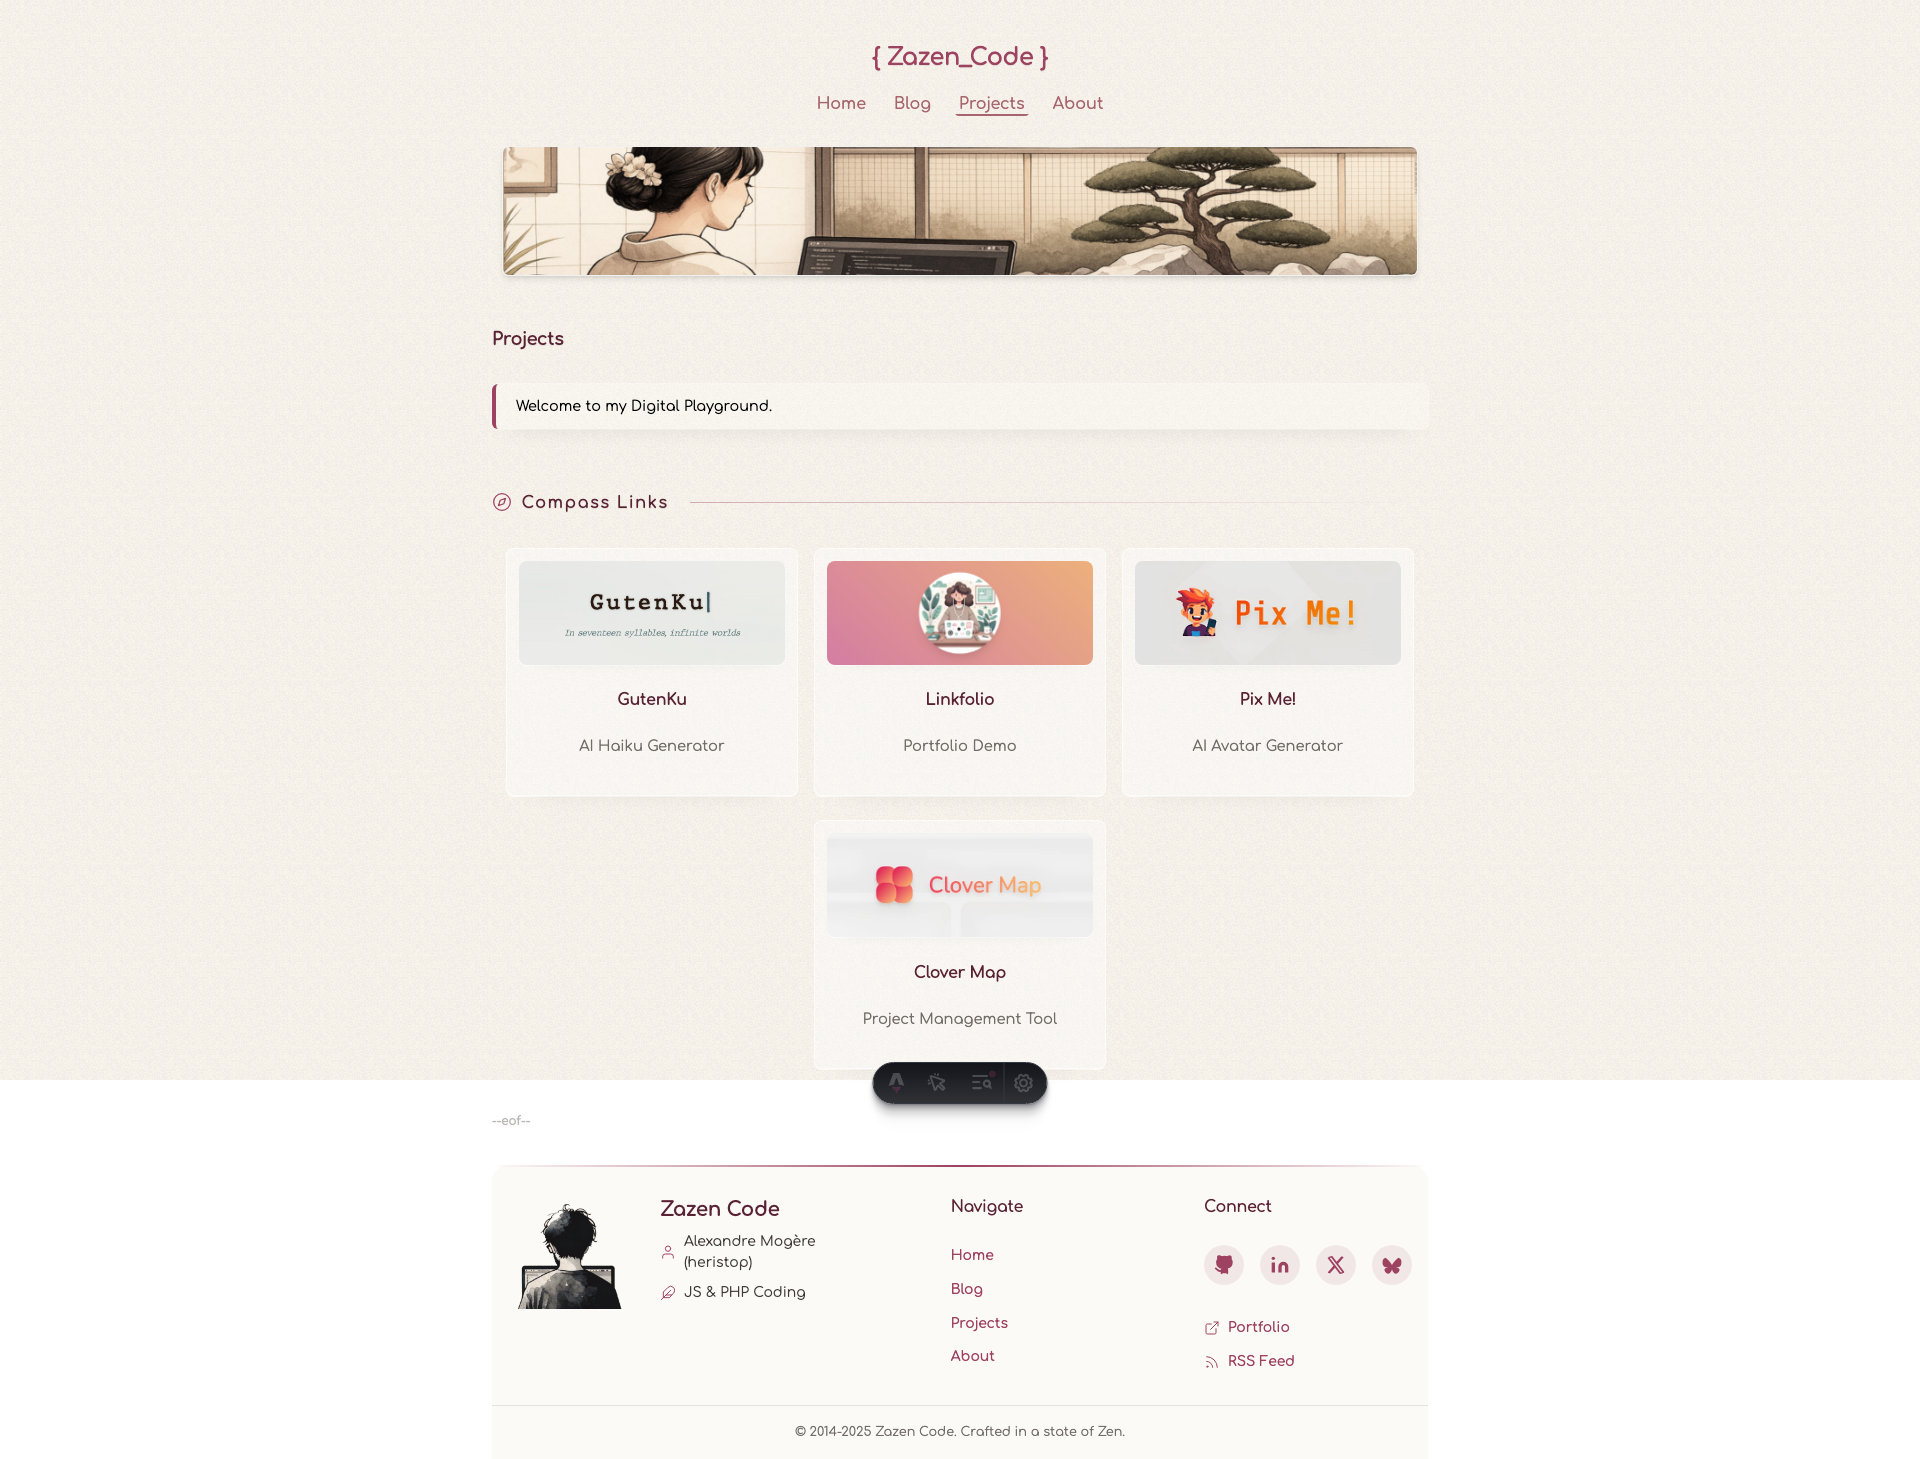 { Zazen_Code }
Home Blog Projects About
Projects
Welcome to my Digital Playground.
Compass Links
GutenKu
In seventeen syllables, infinite worlds
GutenKu
AI Haiku Generator
Linkfolio
Portfolio Demo
Pix Me!
Pix Me!
AI Avatar Generator
Clover Map
Clover Map
Project Management Tool
--eof--
Zazen Code
Alexandre Mogère
(heristop)
JS & PHP Coding
Navigate
Home
Blog
Projects
About
Connect
Portfolio
RSS Feed
© 2014-2025 Zazen Code. Crafted in a state of Zen.